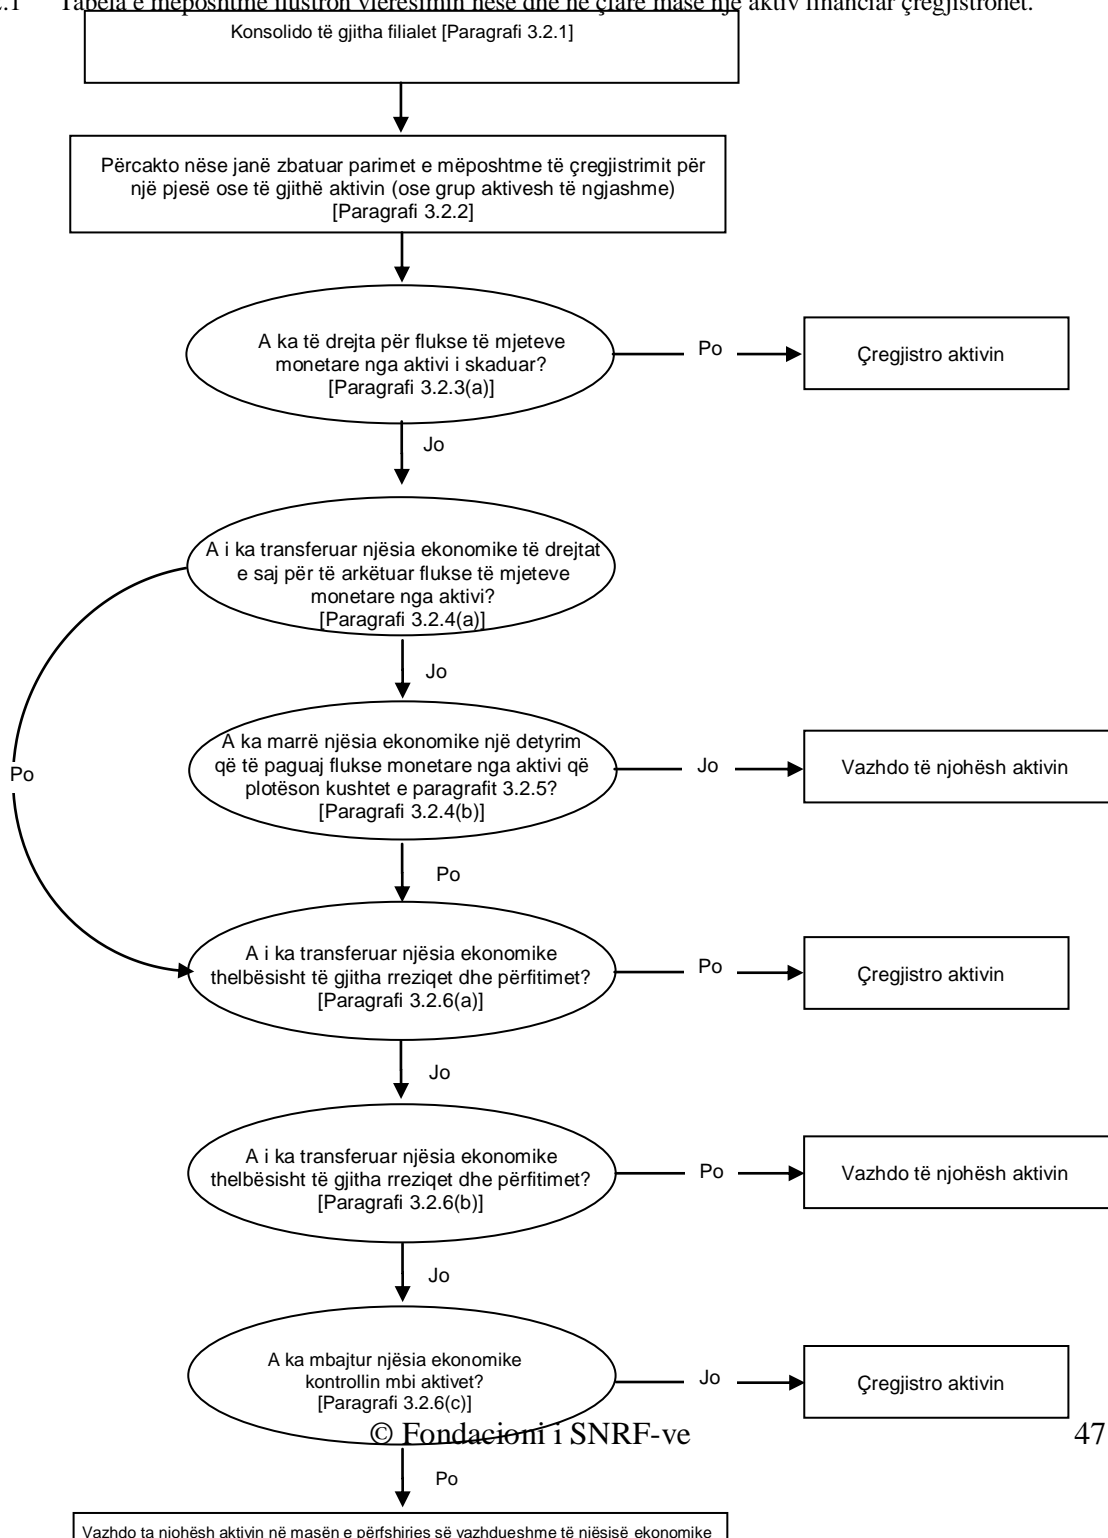 .1 Tabela e mëposhtme ilustron vlerësimin nëse dhe në çfarë mase një aktiv financiar çregjistrohet.
Konsolido të gjitha filialet [Paragrafi 3.2.1]
Përcakto nëse janë zbatuar parimet e mëposhtme të çregjistrimit për
një pjesë ose të gjithë aktivin (ose grup aktivesh të ngjashme)
[Paragrafi 3.2.2]
A ka të drejta për flukse të mjeteve
monetare nga aktivi i skaduar?
[Paragrafi 3.2.3(a)]
Po
Çregjistro aktivin
Jo
A i ka transferuar njësia ekonomike të drejtat
e saj për të arkëtuar flukse të mjeteve
monetare nga aktivi?
[Paragrafi 3.2.4(a)]
Jo
Po
A ka marrë njësia ekonomike një detyrim
që të paguaj flukse monetare nga aktivi që
plotëson kushtet e paragrafit 3.2.5?
[Paragrafi 3.2.4(b)]
Jo
Vazhdo të njohësh aktivin
Po
A i ka transferuar njësia ekonomike
thelbësisht të gjitha rreziqet dhe përfitimet?
[Paragrafi 3.2.6(a)]
Po
Çregjistro aktivin
Jo
A i ka transferuar njësia ekonomike
thelbësisht të gjitha rreziqet dhe përfitimet?
[Paragrafi 3.2.6(b)]
Po
Vazhdo të njohësh aktivin
Jo
A ka mbajtur njësia ekonomike
kontrollin mbi aktivet?
[Paragrafi 3.2.6(c)]
Jo
Çregjistro aktivin
© Fondacioni i SNRF-ve 47
Po
Vazhdo ta njohësh aktivin në masën e përfshirjes së vazhdueshme të njësisë ekonomike